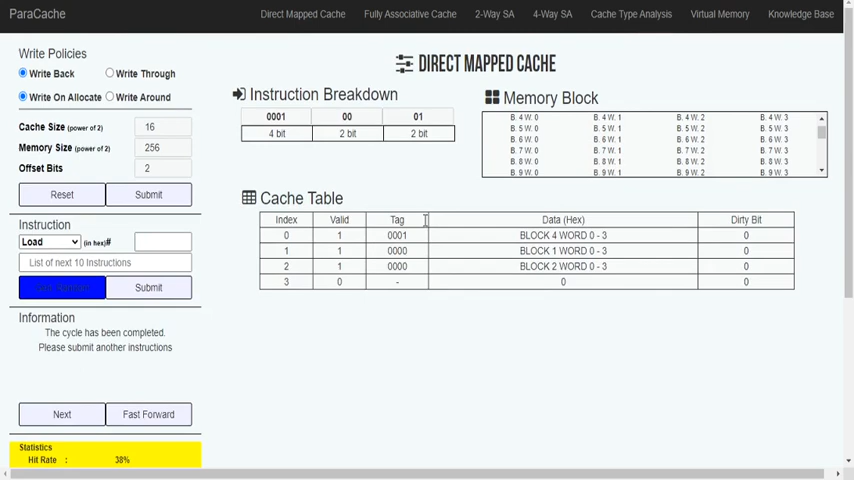 ParaCache Direct Mapped Cache Fully Associative Cache 2-Way SA 4-Way SA Cache Type Analysis Virtual Memory Knowledge Base
Write Policies
Write Back Write Through
Write On Allocate Write Around
Cache Size (power of 2) 16
Memory Size (power of 2) 256
Offset Bits 2
Reset Submit
Instruction
Load (in hex)#
List of next 10 Instructions
Submit
Information
The cycle has been completed.
Please submit another instructions
Next Fast Forward
Statistics
Hit Rate : 38%
DIRECT MAPPED CACHE
Instruction Breakdown
0001 00 01
4 bit 2 bit 2 bit
Memory Block
B. 4 W. 0 B. 4 W. 1 B. 4 W. 2 B. 4 W. 3
B. 5 W. 0 B. 5 W. 1 B. 5 W. 2 B. 5 W. 3
B. 6 W. 0 B. 6 W. 1 B. 6 W. 2 B. 6 W. 3
B. 7 W. 0 B. 7 W. 1 B. 7 W. 2 B. 7 W. 3
B. 8 W. 0 B. 8 W. 1 B. 8 W. 2 B. 8 W. 3
B. 9 W. 0 B. 9 W. 1 B. 9 W. 2 B. 9 W. 3
Cache Table
Index Valid Tag Data (Hex) Dirty Bit
0 1 0001 BLOCK 4 WORD 0 - 3 0
1 1 0000 BLOCK 1 WORD 0 - 3 0
2 1 0000 BLOCK 2 WORD 0 - 3 0
3 0 - 0 0